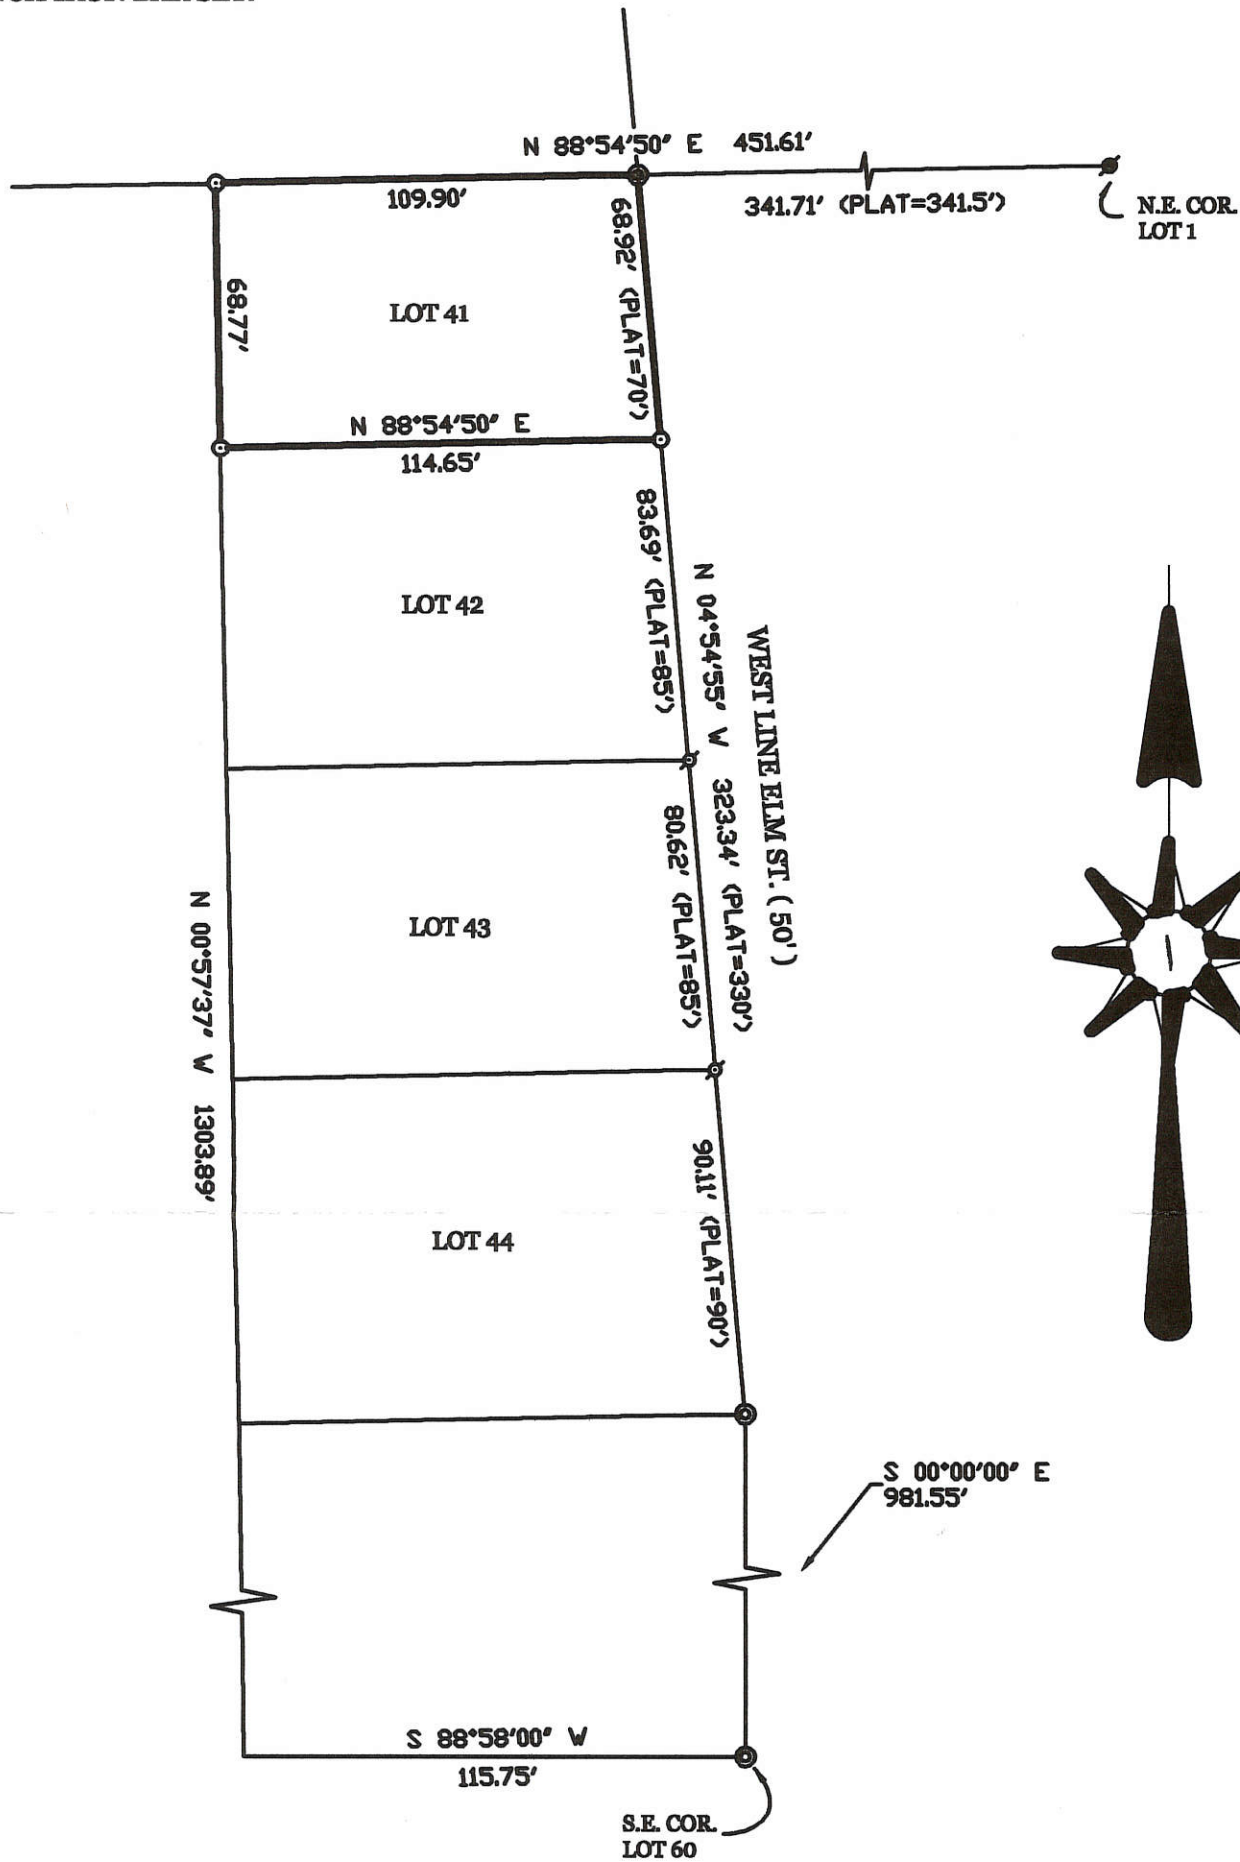 N 88°54'50" E 451.61'
109.90'
341.71' (PLAT=341.5')
N.E. COR.
LOT 1
68.92' (PLAT=70')
68.77'
LOT 41
N 88°54'50" E
114.65'
83.69' (PLAT=85')
LOT 42
N 04°54'55" W 323.34' (PLAT=330')
WEST LINE ELM ST. ( 50' )
80.62' (PLAT=85')
LOT 43
N 00°57'37" W 1303.89'
90.11' (PLAT=90')
LOT 44
S 00°00'00" E
981.55'
S 88°58'00" W
115.75'
S.E. COR.
LOT 60